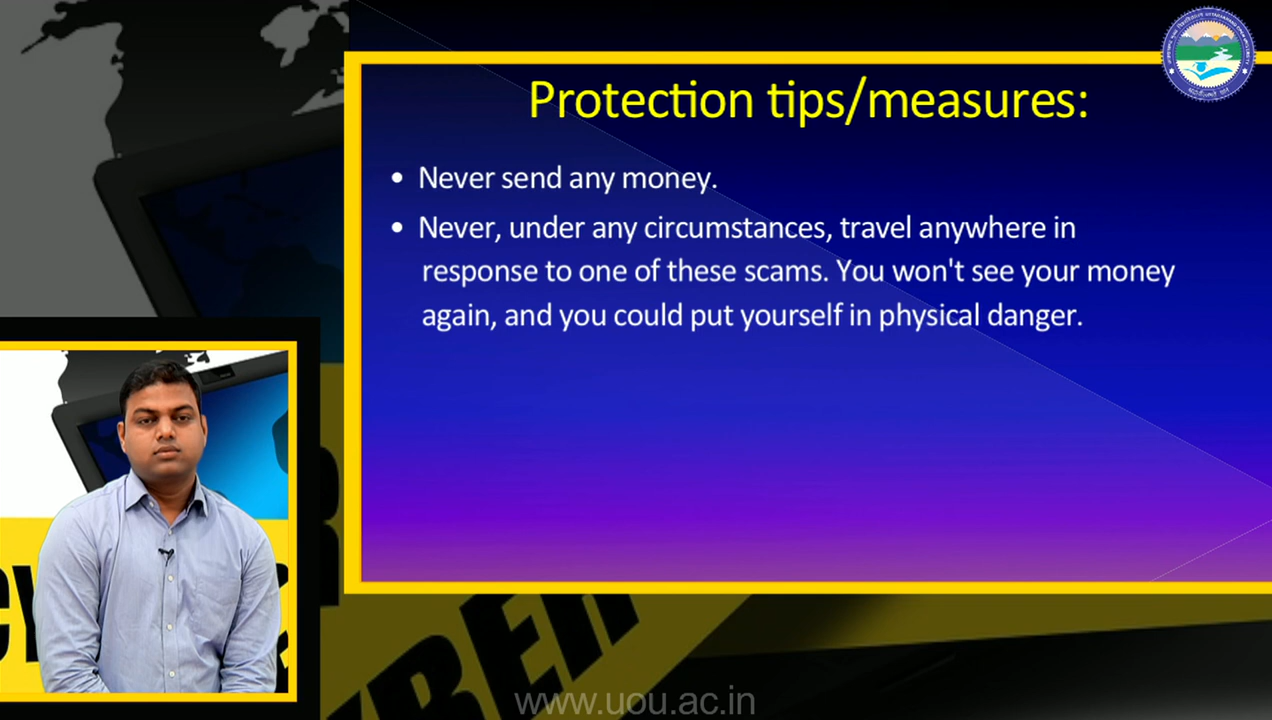 Protection tips/measures:
• Never send any money.
• Never, under any circumstances, travel anywhere in
response to one of these scams. You won't see your money
again, and you could put yourself in physical danger.
www.uou.ac.in